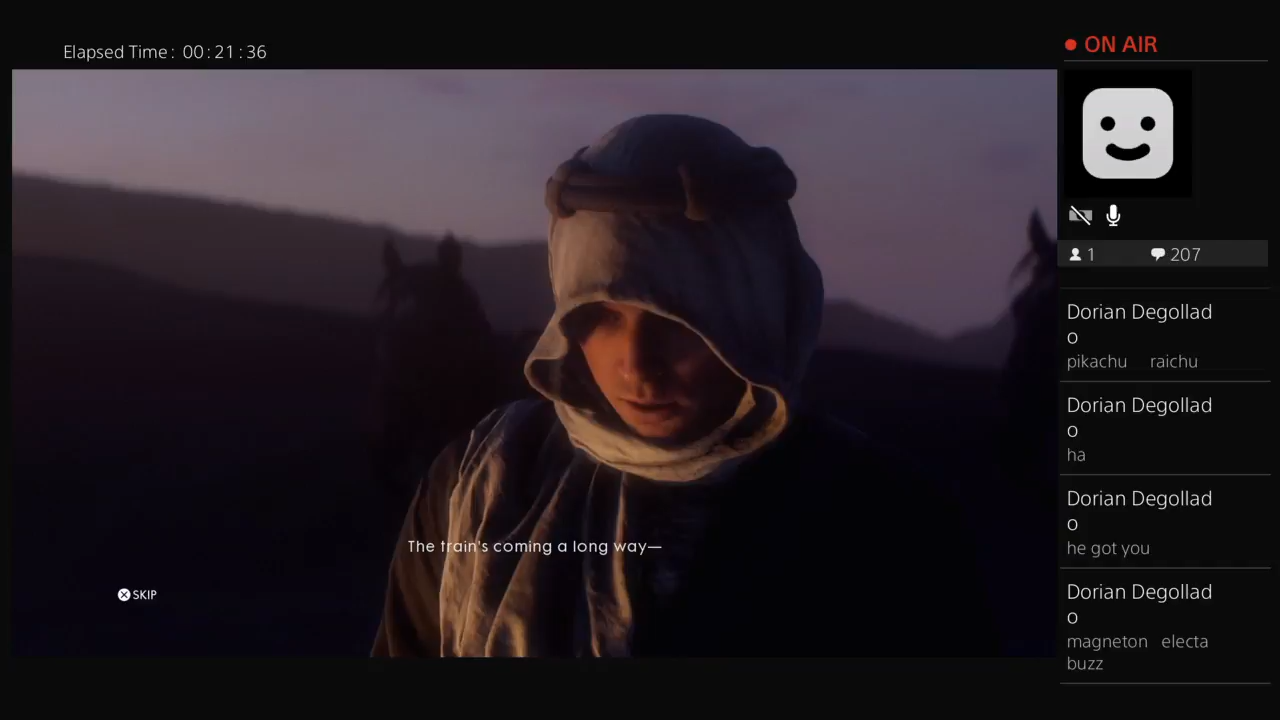 Elapsed Time: 00:21:36
ON AIR
1 207
Dorian Degollad
o
pikachu raichu
Dorian Degollad
o
ha
Dorian Degollad
o
he got you
Dorian Degollad
o
magneton electa
buzz
The train's coming a long way—
SKIP